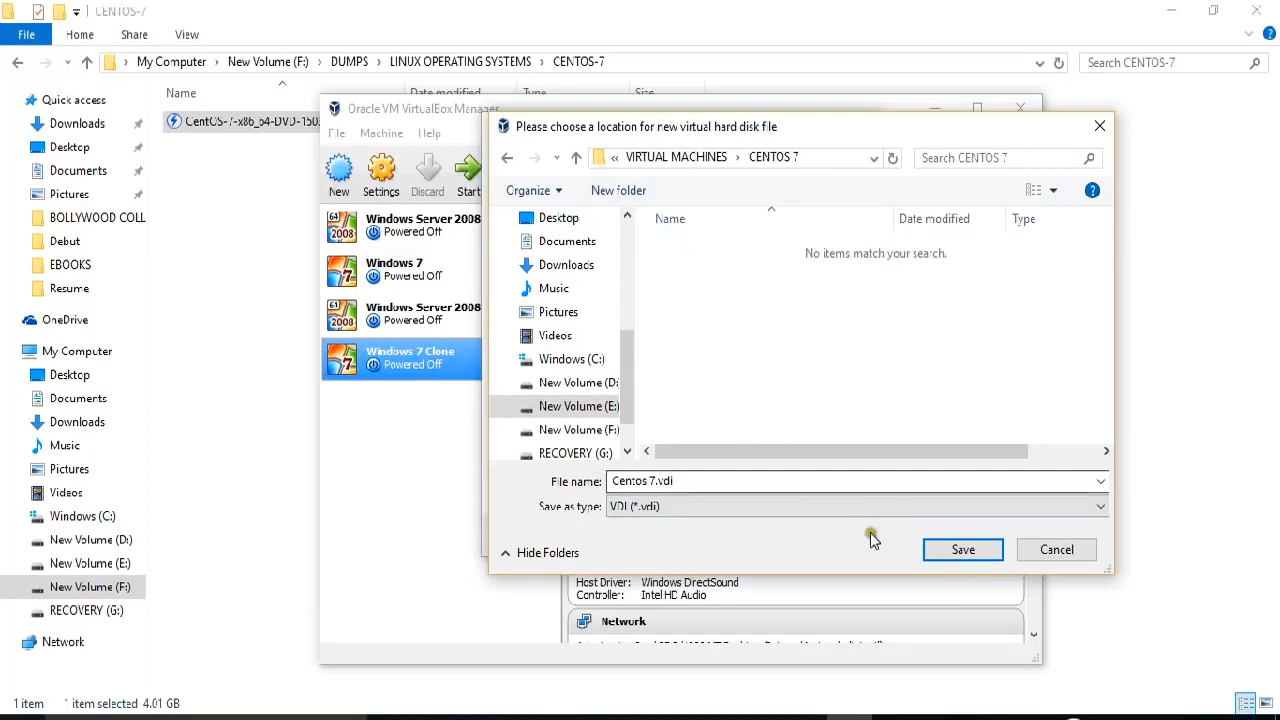 CENTOS-7
File Home Share View
My Computer New Volume (F:) DUMPS LINUX OPERATING SYSTEMS CENTOS-7
Search CENTOS-7
Name Date modified Type Size
Quick access
Downloads
Desktop
Documents
Pictures
BOLLYWOOD COLL
Debut
EBOOKS
Resume
OneDrive
My Computer
Desktop
Documents
Downloads
Music
Pictures
Videos
Windows (C:)
New Volume (D:)
New Volume (E:)
New Volume (F:)
RECOVERY (G:)
Network
CentOS-7-x86_64-DVD-150
Oracle VM VirtualBox Manager
File Machine Help
New Settings Discard Start
Windows Server 2008
Powered Off
Windows 7
Powered Off
Windows Server 2008
Powered Off
Windows 7 Clone
Powered Off
Please choose a location for new virtual hard disk file
« VIRTUAL MACHINES CENTOS 7
Search CENTOS 7
Organize New folder
Name Date modified Type
No items match your search.
Desktop
Documents
Downloads
Music
Pictures
Videos
Windows (C:)
New Volume (D:
New Volume (E:)
New Volume (F:
RECOVERY (G:)
File name: Centos 7.vdi
Save as type: VDI (*.vdi)
Hide Folders
Save Cancel
Host Driver: Windows DirectSound
Controller: Intel HD Audio
Network
1 item 1 item selected 4.01 GB